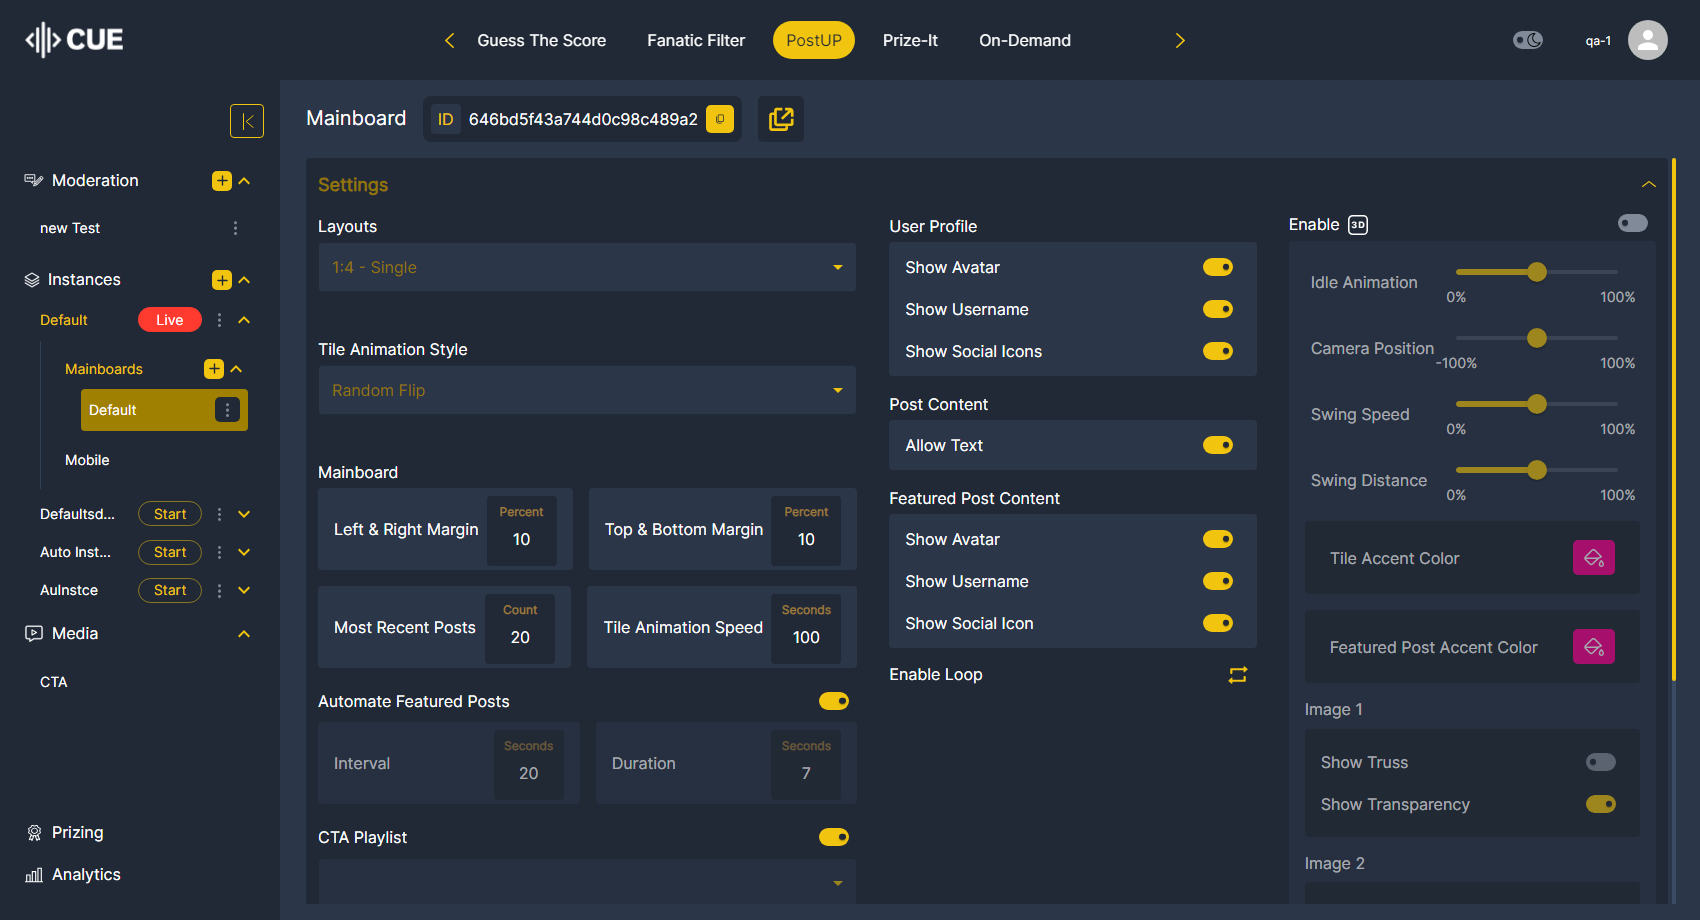 CUE
Guess The Score
Fanatic Filter
PostUP
Prize-It
On-Demand
qa-1
Moderation
new Test
Instances
Default
Live
Mainboards
Default
Mobile
Defaultsd...
Start
Auto Inst...
Start
AuInstce
Start
Media
CTA
Prizing
Analytics
Mainboard
ID
646bd5f43a744d0c98c489a2
Settings
Layouts
1:4 - Single
Tile Animation Style
Random Flip
Mainboard
Left & Right Margin
Percent
10
Top & Bottom Margin
Percent
10
Most Recent Posts
Count
20
Tile Animation Speed
Seconds
100
Automate Featured Posts
Interval
Seconds
20
Duration
Seconds
7
CTA Playlist
User Profile
Show Avatar
Show Username
Show Social Icons
Post Content
Allow Text
Featured Post Content
Show Avatar
Show Username
Show Social Icon
Enable Loop
Enable 3D
Idle Animation
0%
100%
Camera Position
-100%
100%
Swing Speed
0%
100%
Swing Distance
0%
100%
Tile Accent Color
Featured Post Accent Color
Image 1
Show Truss
Show Transparency
Image 2